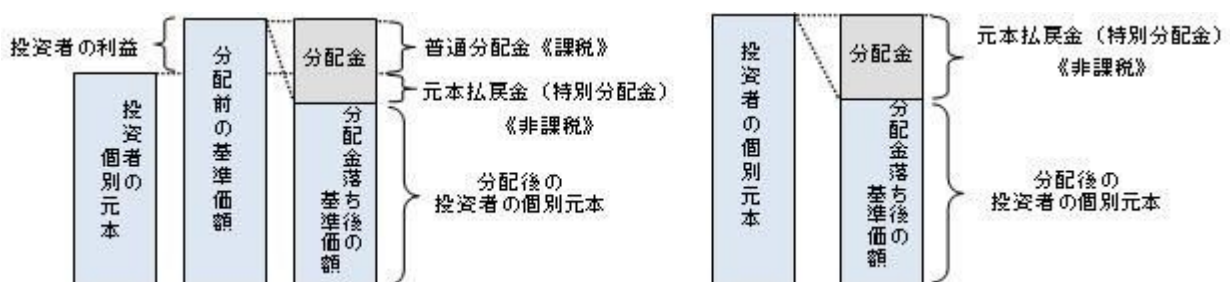 投資者の利益
投資者の
個別元本
分配前の基準価額
分配金
分配金落ち後の
基準価額
普通分配金《課税》
元本払戻金（特別分配金）
《非課税》
分配後の
投資者の個別元本
投資者の個別元本
分配金
分配金落ち後の
基準価額
元本払戻金（特別分配金）
《非課税》
分配後の
投資者の個別元本